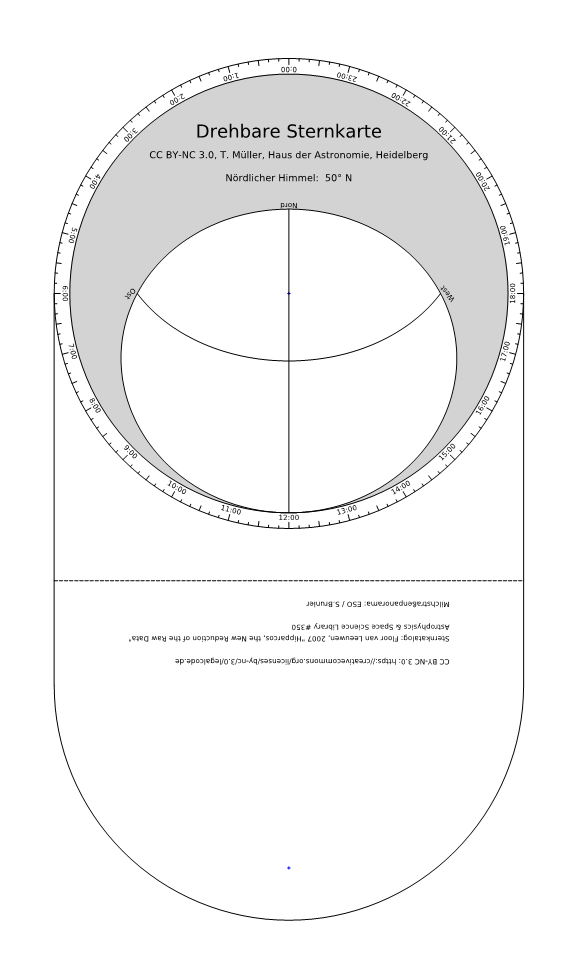 0:00
23:00
22:00
21:00
20:00
19:00
18:00
17:00
16:00
15:00
14:00
13:00
12:00
11:00
10:00
9:00
8:00
7:00
6:00
5:00
4:00
3:00
2:00
1:00
Drehbare Sternkarte
CC BY-NC 3.0, T. Müller, Haus der Astronomie, Heidelberg
Nördlicher Himmel: 50° N
Nord
Ost
West
CC BY-NC 3.0: https://creativecommons.org/licenses/by-nc/3.0/legalcode.de
Sternkatalog: Floor van Leeuwen, 2007 "Hipparcos, the New Reduction of the Raw Data"
Astrophysics & Space Science Library #350
Milchstraßenpanorama: ESO / S.Brunier